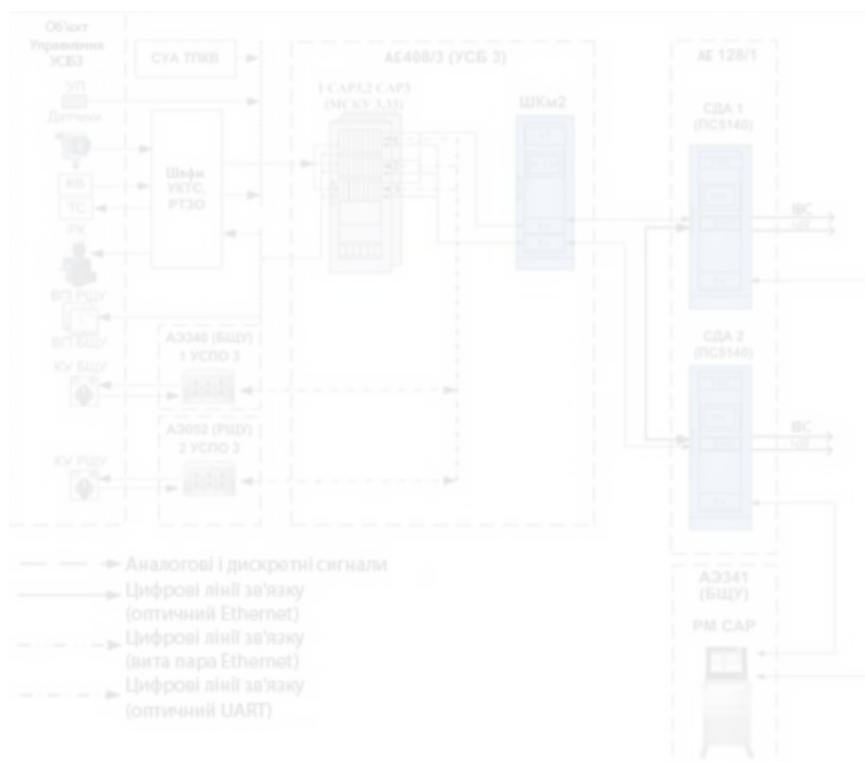 Об'єкт
Управління
УСБЗ
УП
Датчики
КВ
ТС
РК
ВП РЩУ
ВП БЩУ
КУ БЩУ
КУ РЩУ
СУА ТПКВ
Шафи
УКТС,
РТЗО
АЭ340 (БЩУ)
1 УСПО 3
АЭ052 (РЩУ)
2 УСПО 3
АЕ408/3 (УСБ 3)
1 САР3,2 САР3
(МСКУ 3.33)
ШКм2
АЕ 128/1
СДА 1
(ПС5140)
ІВС
СДА 2
(ПС5140)
ІВС
АЭ341
(БЩУ)
РМ САР
Аналогові і дискретні сигнали
Цифрові лінії зв'язку
(оптичний Ethernet)
Цифрові лінії зв'язку
(вита пара Ethernet)
Цифрові лінії зв'язку
(оптичний UART)